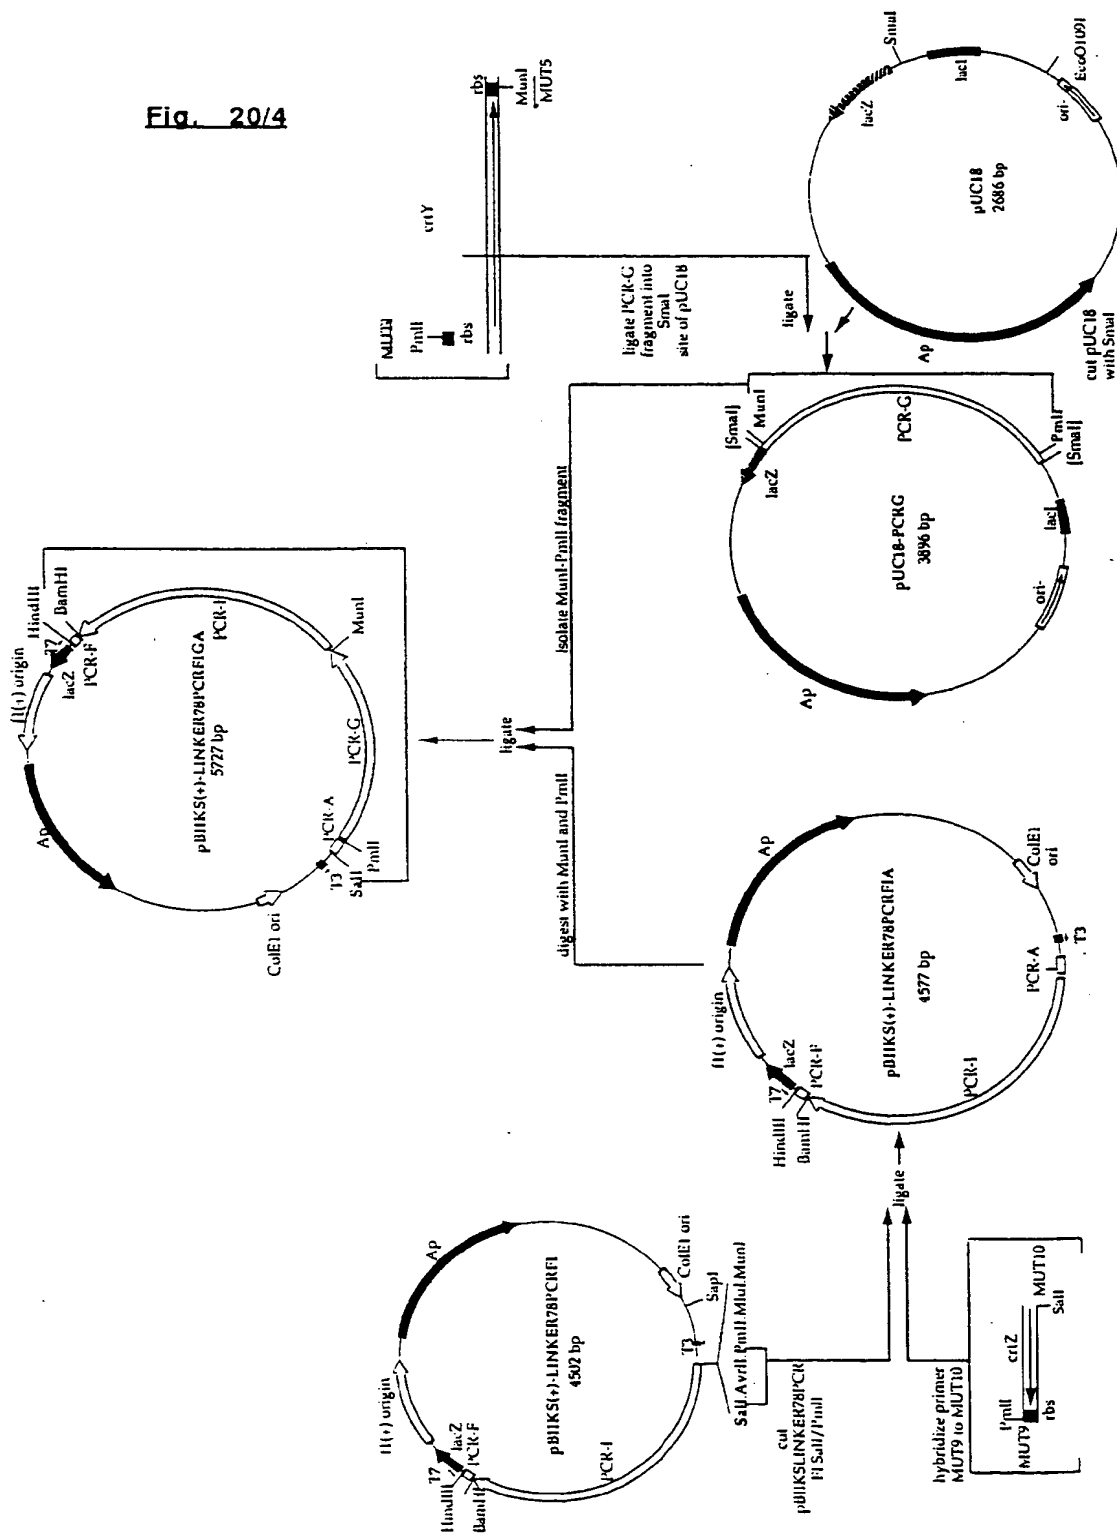 Fig. 20/4
MUT5
MunI
rbs
crtY
MUT6
PmlI
rbs
ligate PCR-G
fragment into
SmaI
site of pUC18
ligate
SmaI
lacZ
lacI
EcoO109I
ori-
pUC18
2686 bp
Ap
cut pUC18
with SmaI
[SmaI]
MunI
lacZ
PCR-G
PmlI
[SmaI]
lacI
ori-
pUC18-PCRG
3896 bp
Ap
Isolate MunI-PmlI fragment
f1(+) origin
HindIII
T7
BamHI
lacZ
PCR-F
PCR-I
MunI
PCR-G
PCR-A
PmlI
SalI
T3
ColE1 ori
Ap
pBIIKS(+)-LINKER78PCRFIGA
5727 bp
ligate
digest with MunI and PmlI
f1(+) origin
lacZ
T7
HindIII
PCR-F
BamHI
PCR-I
PCR-A
T3
ColE1
ori
Ap
pBIIKS(+)-LINKER78PCRFIA
4577 bp
ligate
f1(+) origin
lacZ
T7
PCR-F
HindIII
BamHI
PCR-I
T3
SapI
ColE1 ori
Ap
pBIIKS(+)-LINKER78PCRFI
4502 bp
SalI.AvrII.PmlI.MluI.MunI
cut
pBIIKSLINKER78PCR
FI SalI/PmlI
hybridize primer
MUT9 to MUT10
PmlI
MUT9
rbs
crtZ
MUT10
SalI